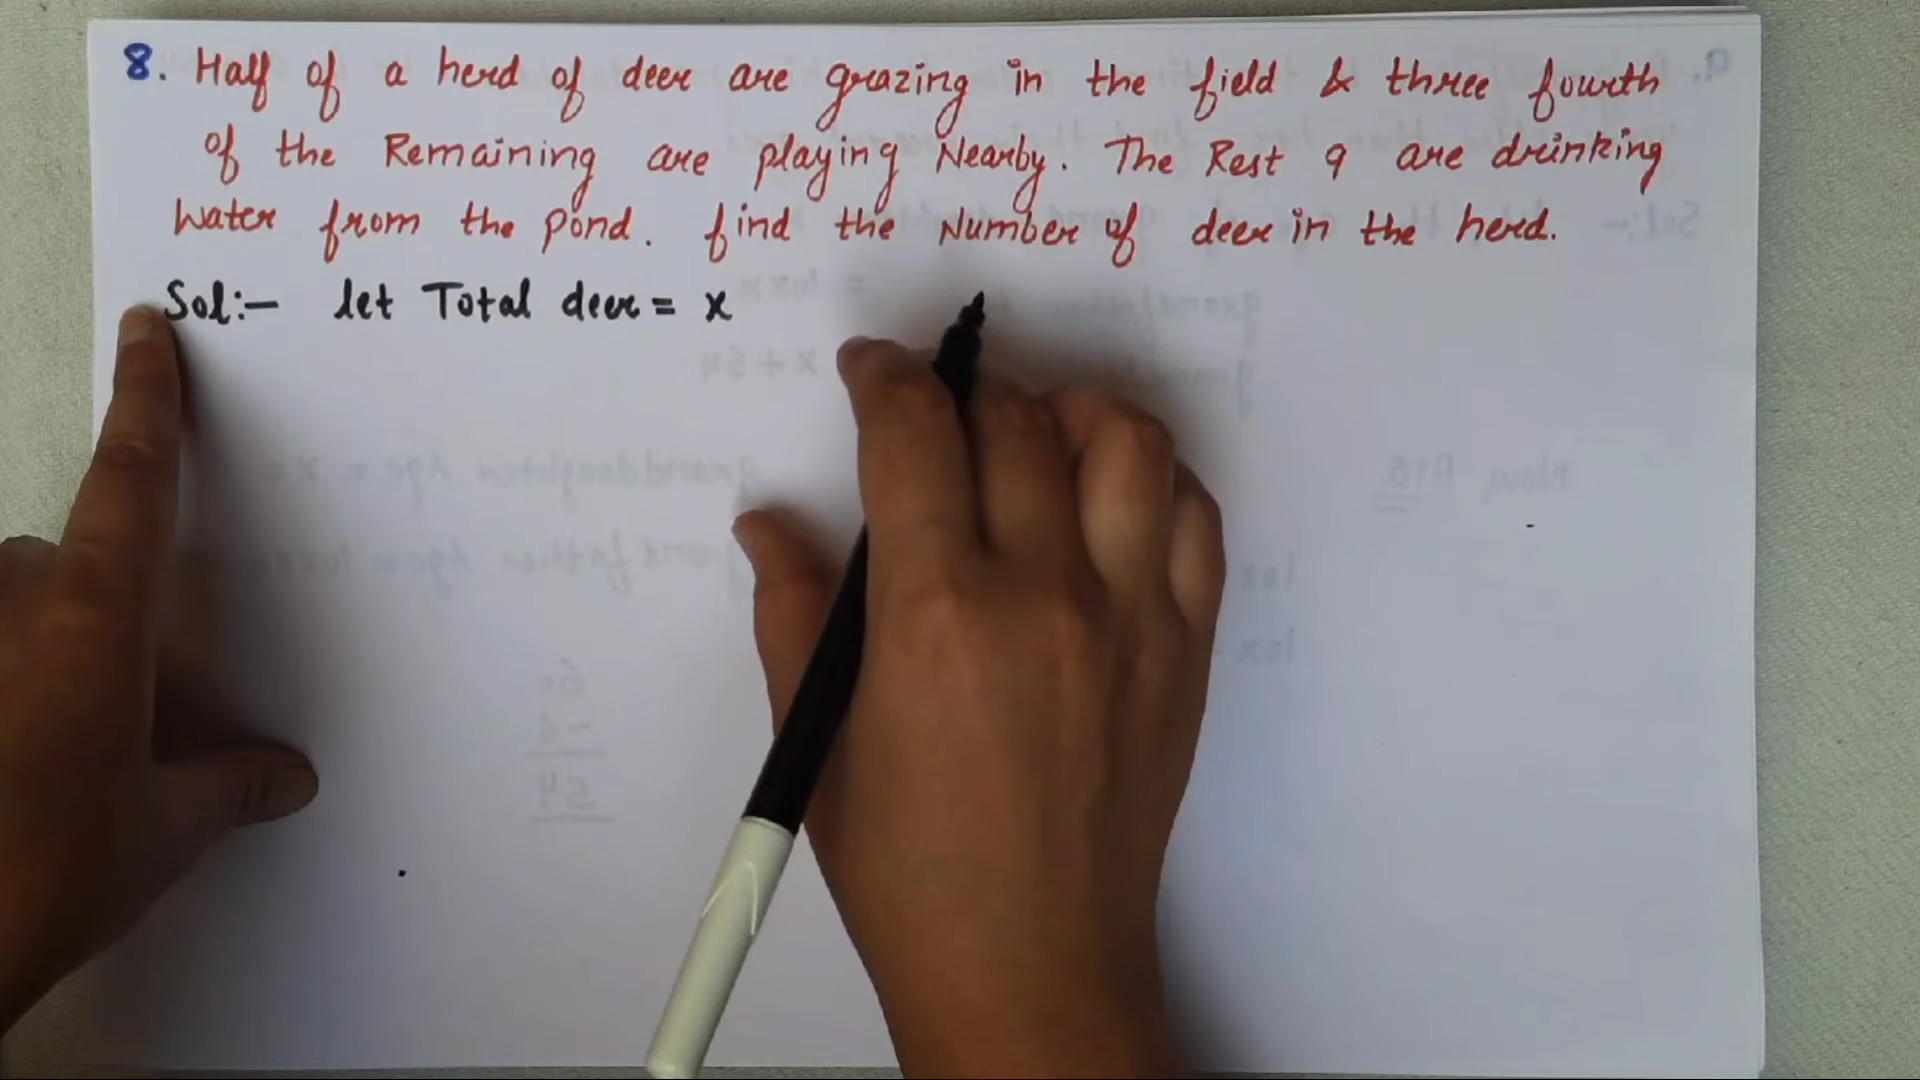 8. Half of a herd of deer are grazing in the field & three fourth
of the Remaining are playing Nearby. The Rest 9 are drinking
Water from the pond. find the Number of deer in the herd.
Sol:- let Total deer = x